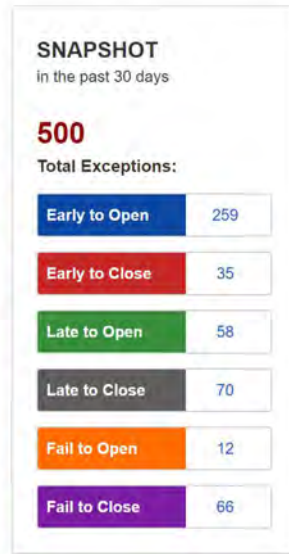 SNAPSHOT
in the past 30 days
500
Total Exceptions:
Early to Open 259
Early to Close 35
Late to Open 58
Late to Close 70
Fail to Open 12
Fail to Close 66